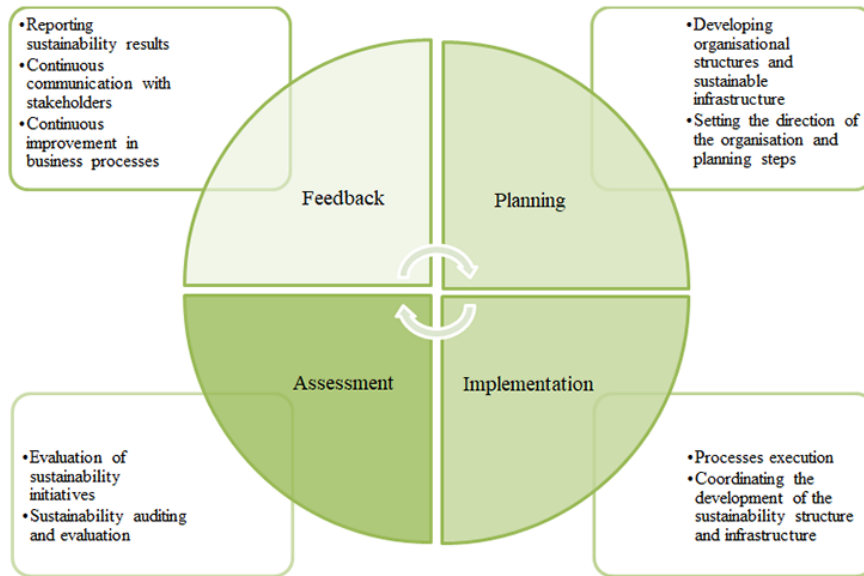 •Reporting
sustainability results
•Continuous
communication with
stakeholders
•Continuous
improvement in
business processes
•Developing
organisational
structures and
sustainable
infrastructure
•Setting the direction of
the organisation and
planning steps
Feedback
Planning
Assessment
Implementation
•Evaluation of
sustainability
initiatives
•Sustainability auditing
and evaluation
•Processes execution
•Coordinating the
development of the
sustainability structure
and infrastructure